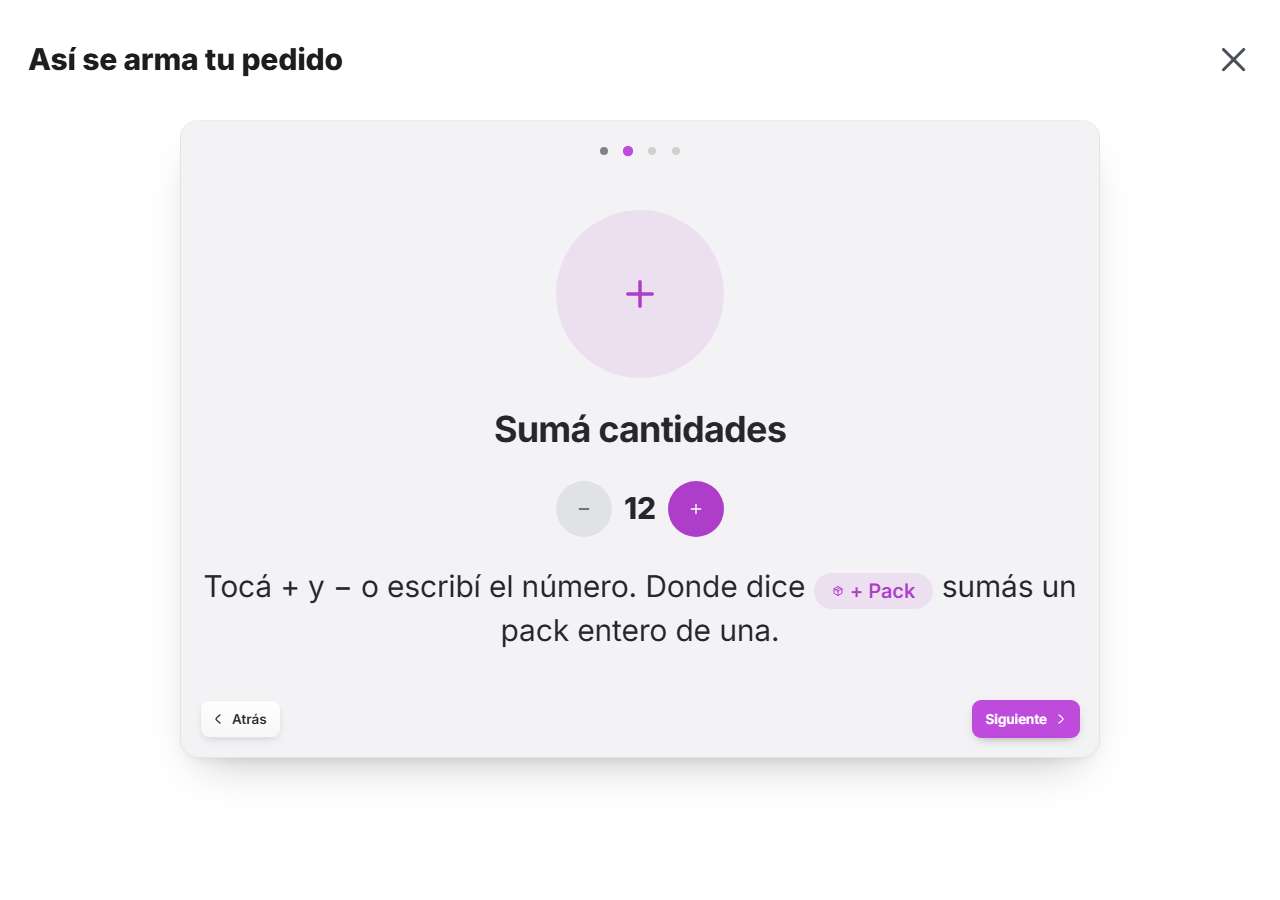 Así se arma tu pedido
Sumá cantidades
− 12 +
Tocá + y − o escribí el número. Donde dice + Pack sumás un
pack entero de una.
Atrás
Siguiente